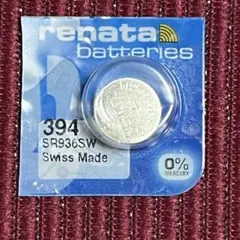 renata
batteries
394
SR936SW
Swiss Made
0%
MERCURY